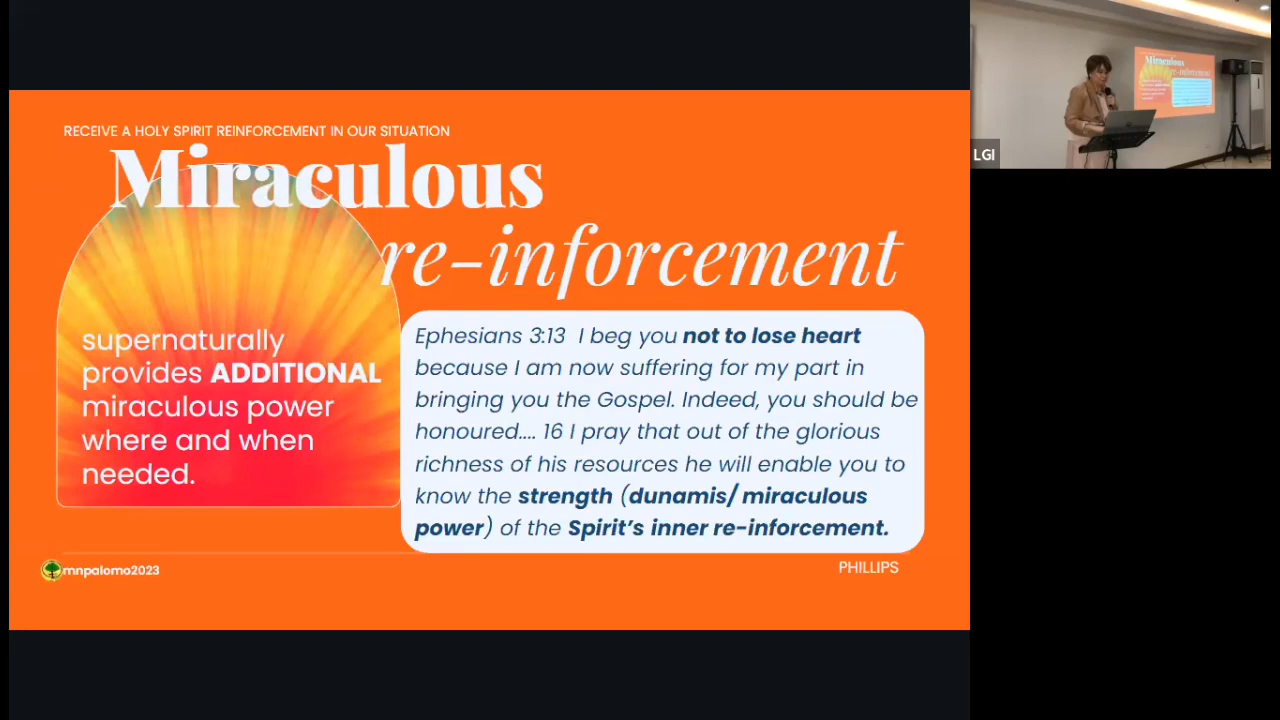 RECEIVE A HOLY SPIRIT REINFORCEMENT IN OUR SITUATION
Miraculous
re-inforcement
supernaturally
provides ADDITIONAL
miraculous power
where and when
needed.
Ephesians 3:13 I beg you not to lose heart
because I am now suffering for my part in
bringing you the Gospel. Indeed, you should be
honoured.... 16 I pray that out of the glorious
richness of his resources he will enable you to
know the strength (dunamis/ miraculous
power) of the Spirit's inner re-inforcement.
mnpalomo2023
PHILLIPS
Miraculous
re-inforcement
LGI